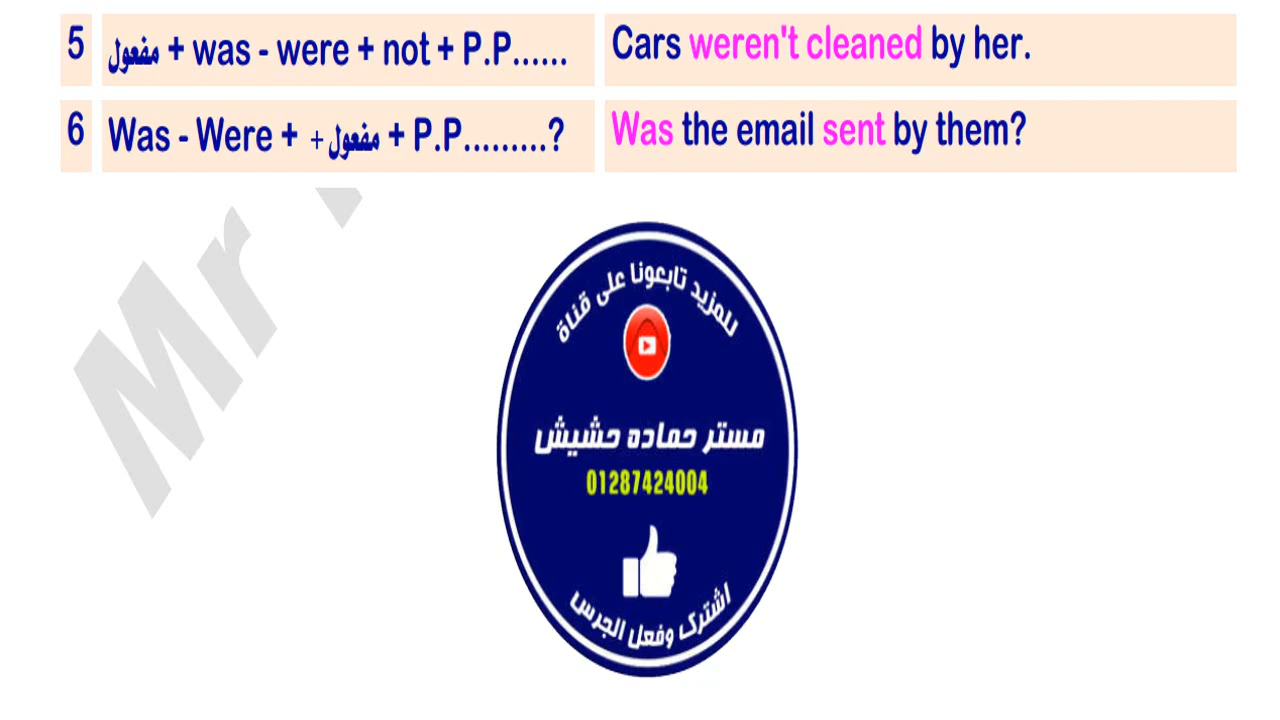 5 مفعول + was - were + not + P.P...... Cars weren't cleaned by her.
6 Was - Were + + مفعول + P.P.........? Was the email sent by them?
Mr
للمزيد تابعونا على قناة
مستر حماده حشيش
01287424004
اشترك وفعل الجرس